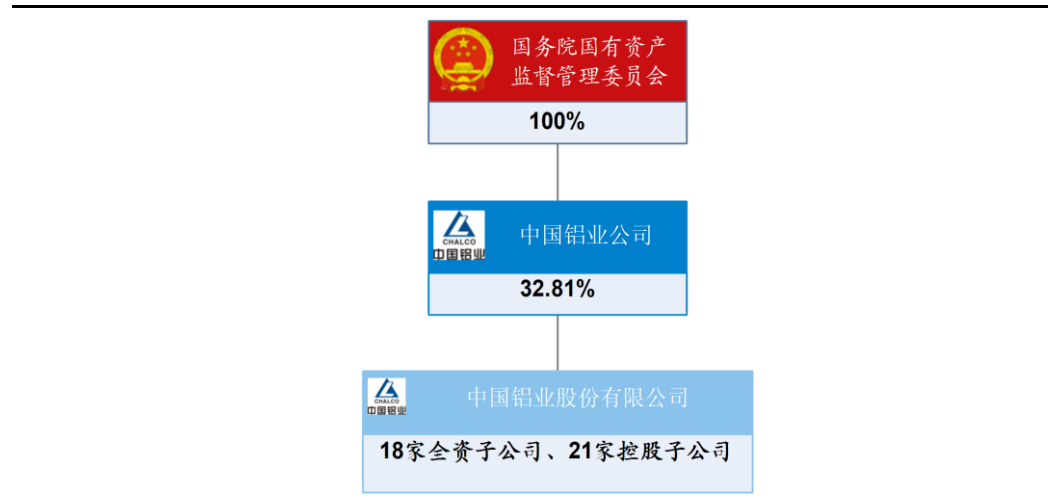 国务院国有资产
监督管理委员会
100%
CHALCO
中国铝业
中国铝业公司
32.81%
CHALCO
中国铝业
中国铝业股份有限公司
18家全资子公司、21家控股子公司